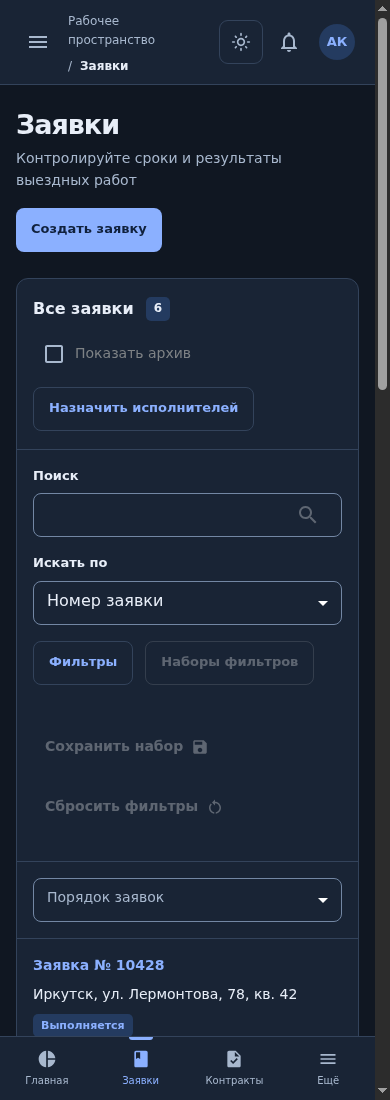 Рабочее
пространство
/ Заявки
АК
Заявки
Контролируйте сроки и результаты
выездных работ
Создать заявку
Все заявки 6
Показать архив
Назначить исполнителей
Поиск
Искать по
Номер заявки
Фильтры
Наборы фильтров
Сохранить набор
Сбросить фильтры
Порядок заявок
Заявка № 10428
Иркутск, ул. Лермонтова, 78, кв. 42
Выполняется
Главная
Заявки
Контракты
Ещё